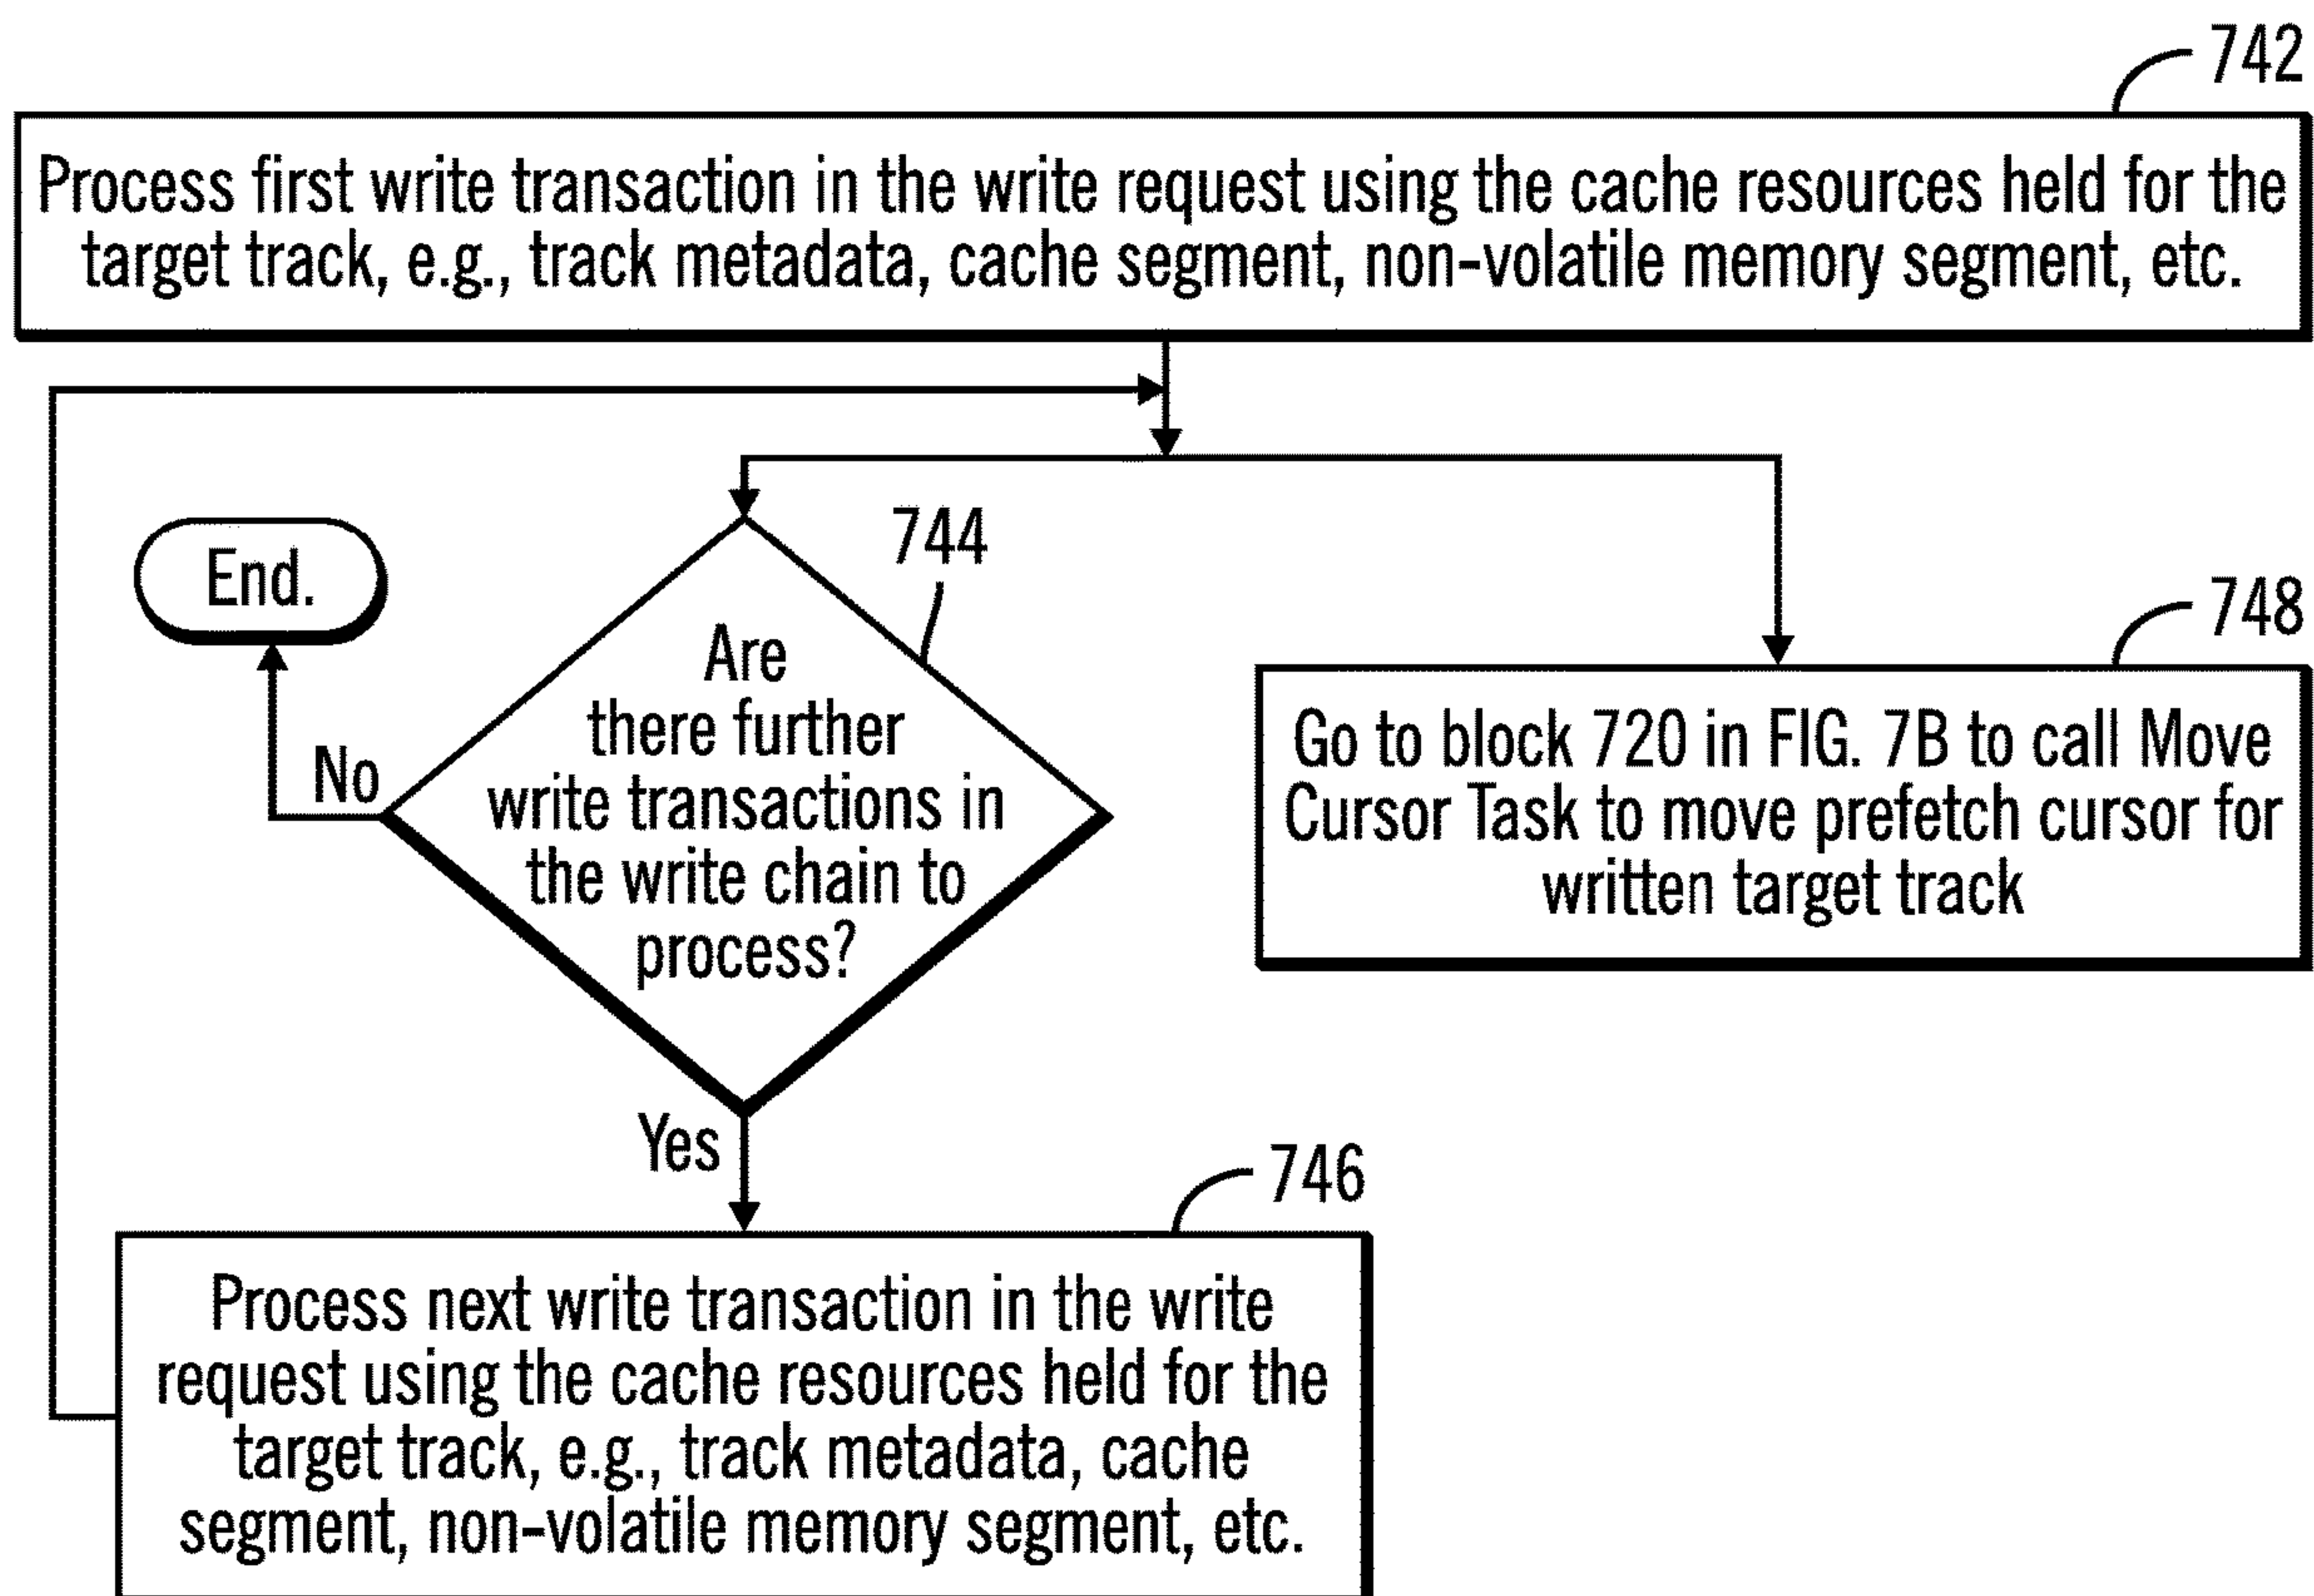 742
Process first write transaction in the write request using the cache resources held for the
target track, e.g., track metadata, cache segment, non-volatile memory segment, etc.
End.
744
Are
there further
write transactions in
the write chain to
process?
No
Yes
748
Go to block 720 in FIG. 7B to call Move
Cursor Task to move prefetch cursor for
written target track
746
Process next write transaction in the write
request using the cache resources held for the
target track, e.g., track metadata, cache
segment, non-volatile memory segment, etc.